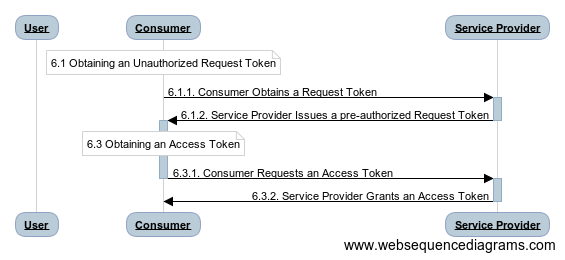 User
Consumer
Service Provider
6.1 Obtaining an Unauthorized Request Token
6.1.1. Consumer Obtains a Request Token
6.1.2. Service Provider Issues a pre-authorized Request Token
6.3 Obtaining an Access Token
6.3.1. Consumer Requests an Access Token
6.3.2. Service Provider Grants an Access Token
User
Consumer
Service Provider
www.websequencediagrams.com